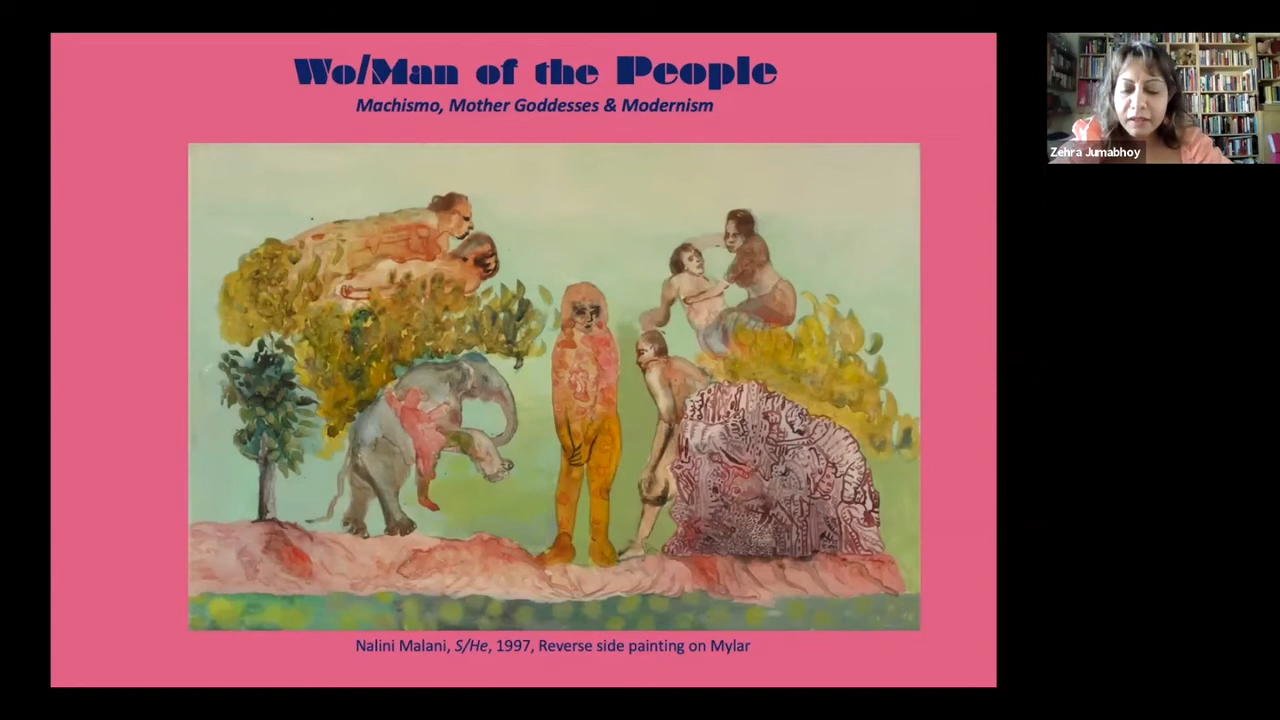 Wo/Man of the People
Machismo, Mother Goddesses & Modernism
Zehra Jumabhoy
Nalini Malani, S/He, 1997, Reverse side painting on Mylar